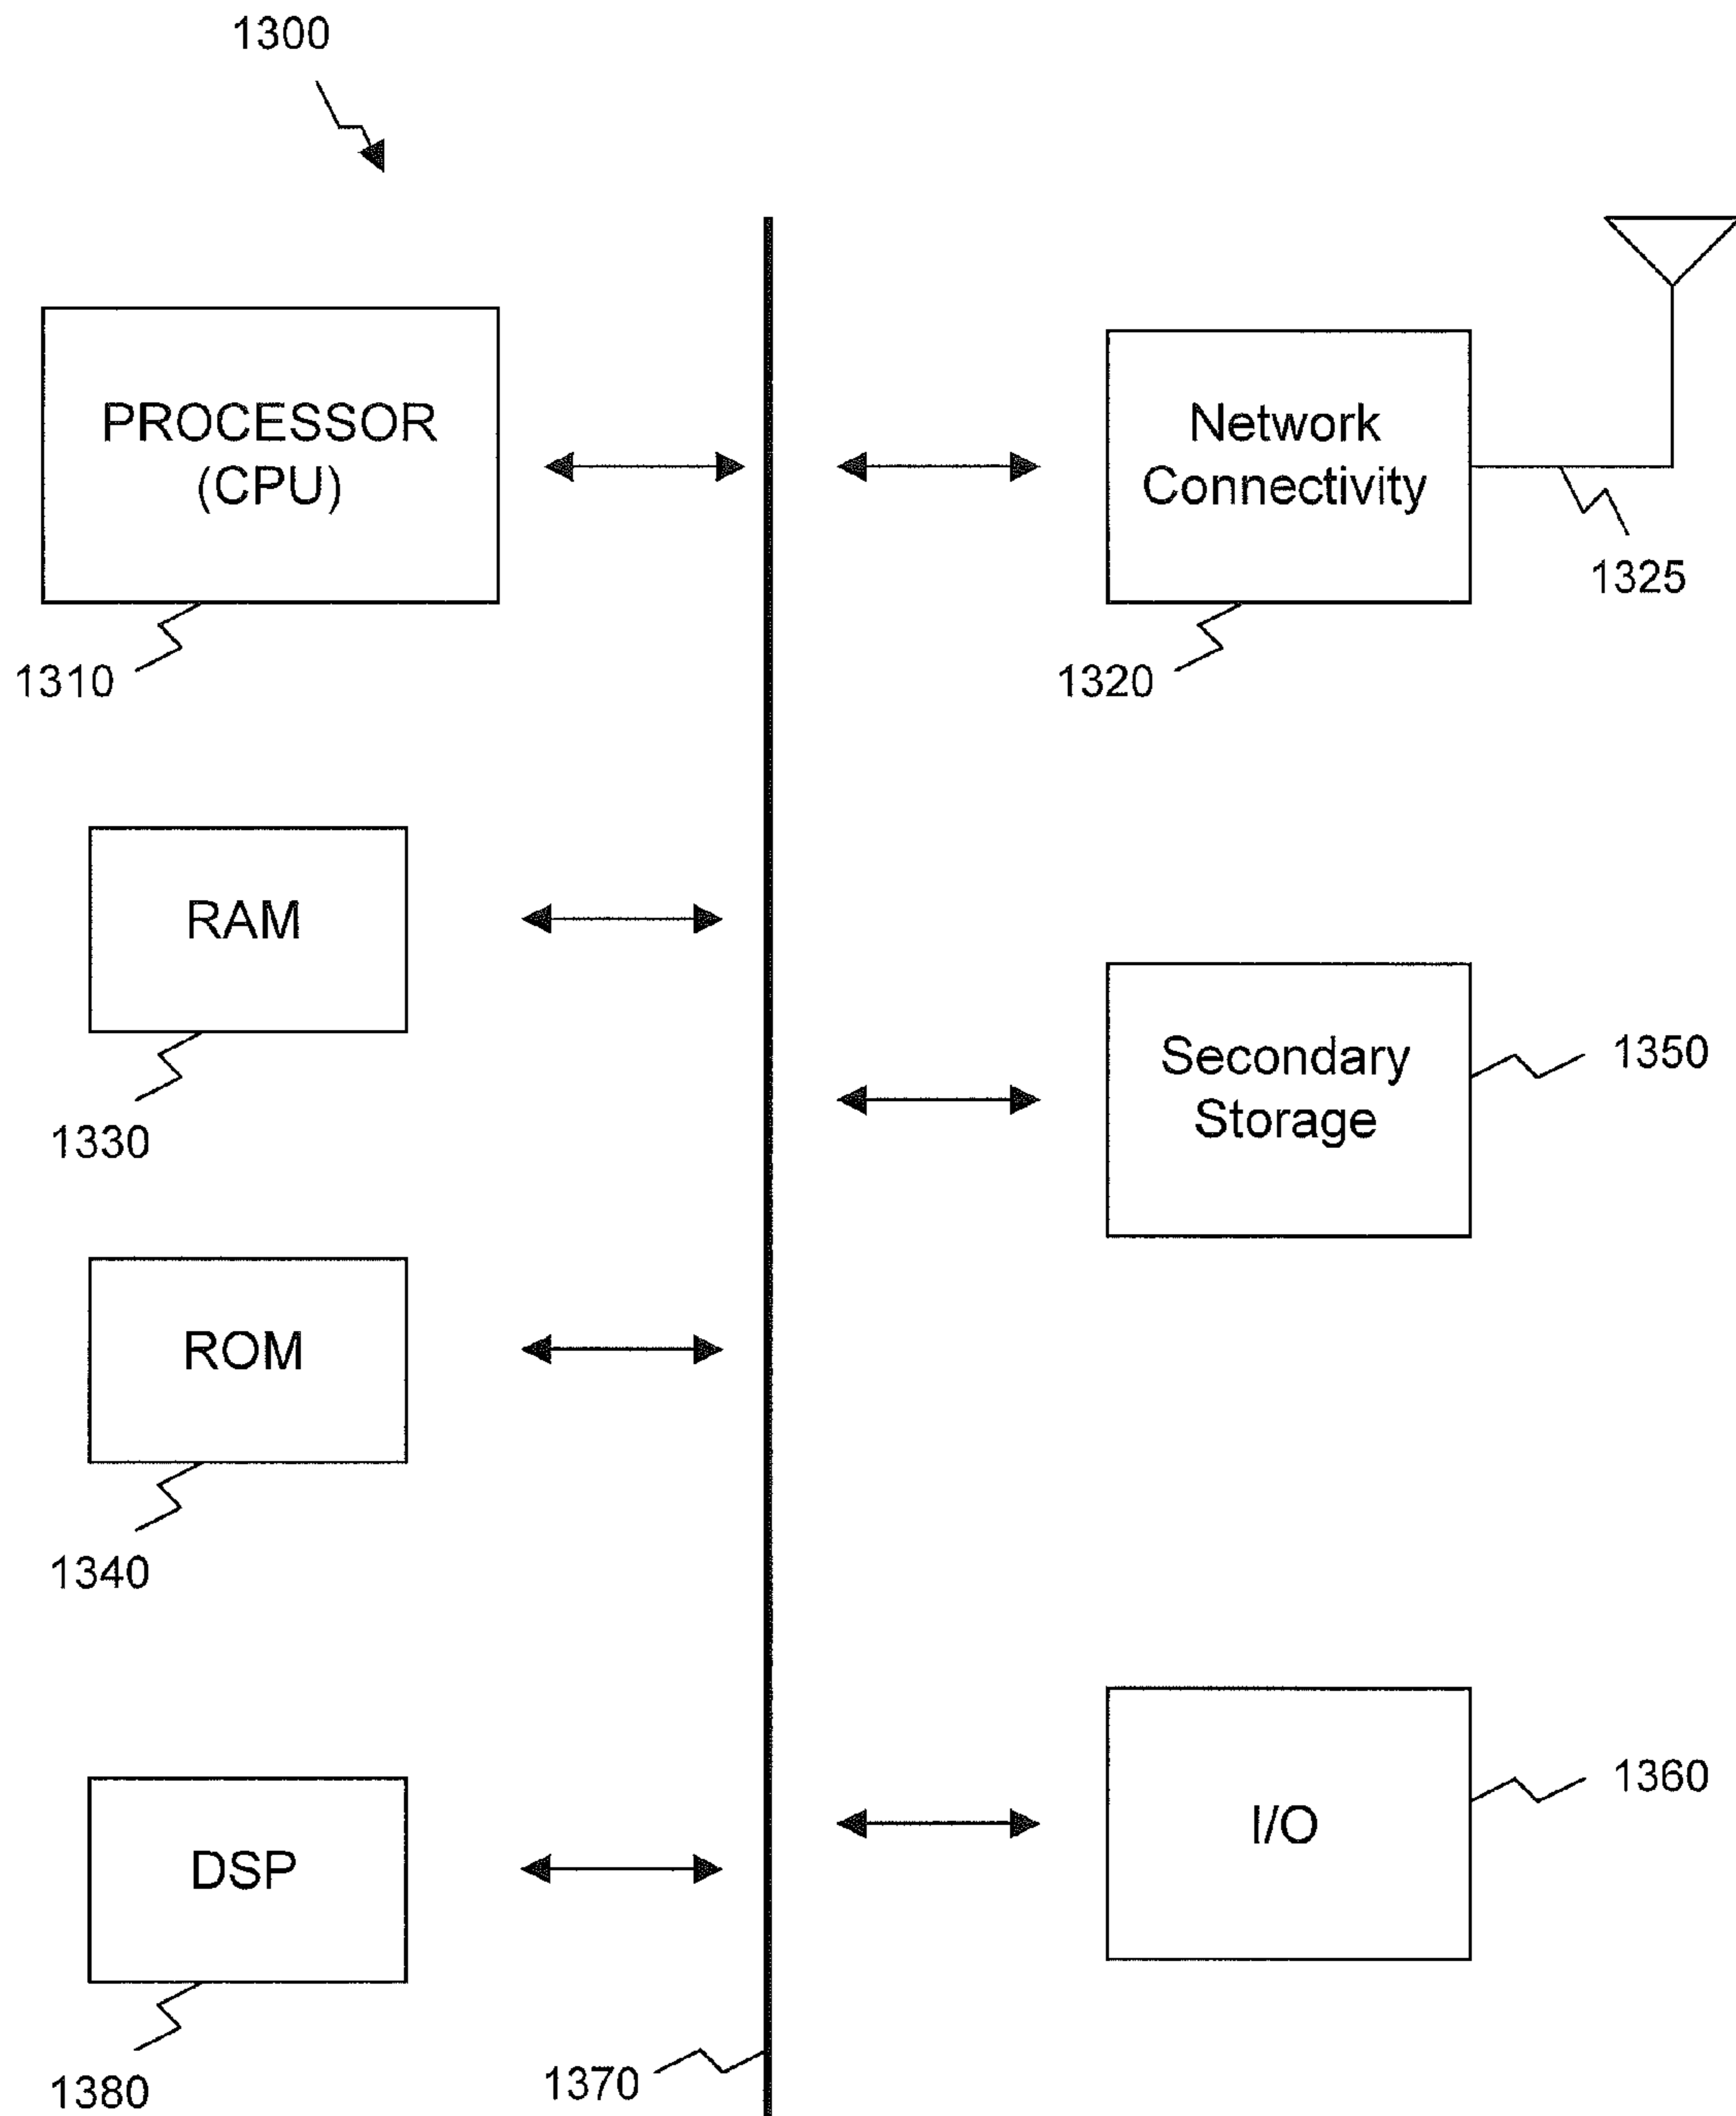 1300
PROCESSOR
(CPU)
1310
Network
Connectivity
1325
1320
RAM
1330
Secondary
Storage
1350
ROM
1340
I/O
1360
DSP
1380
1370